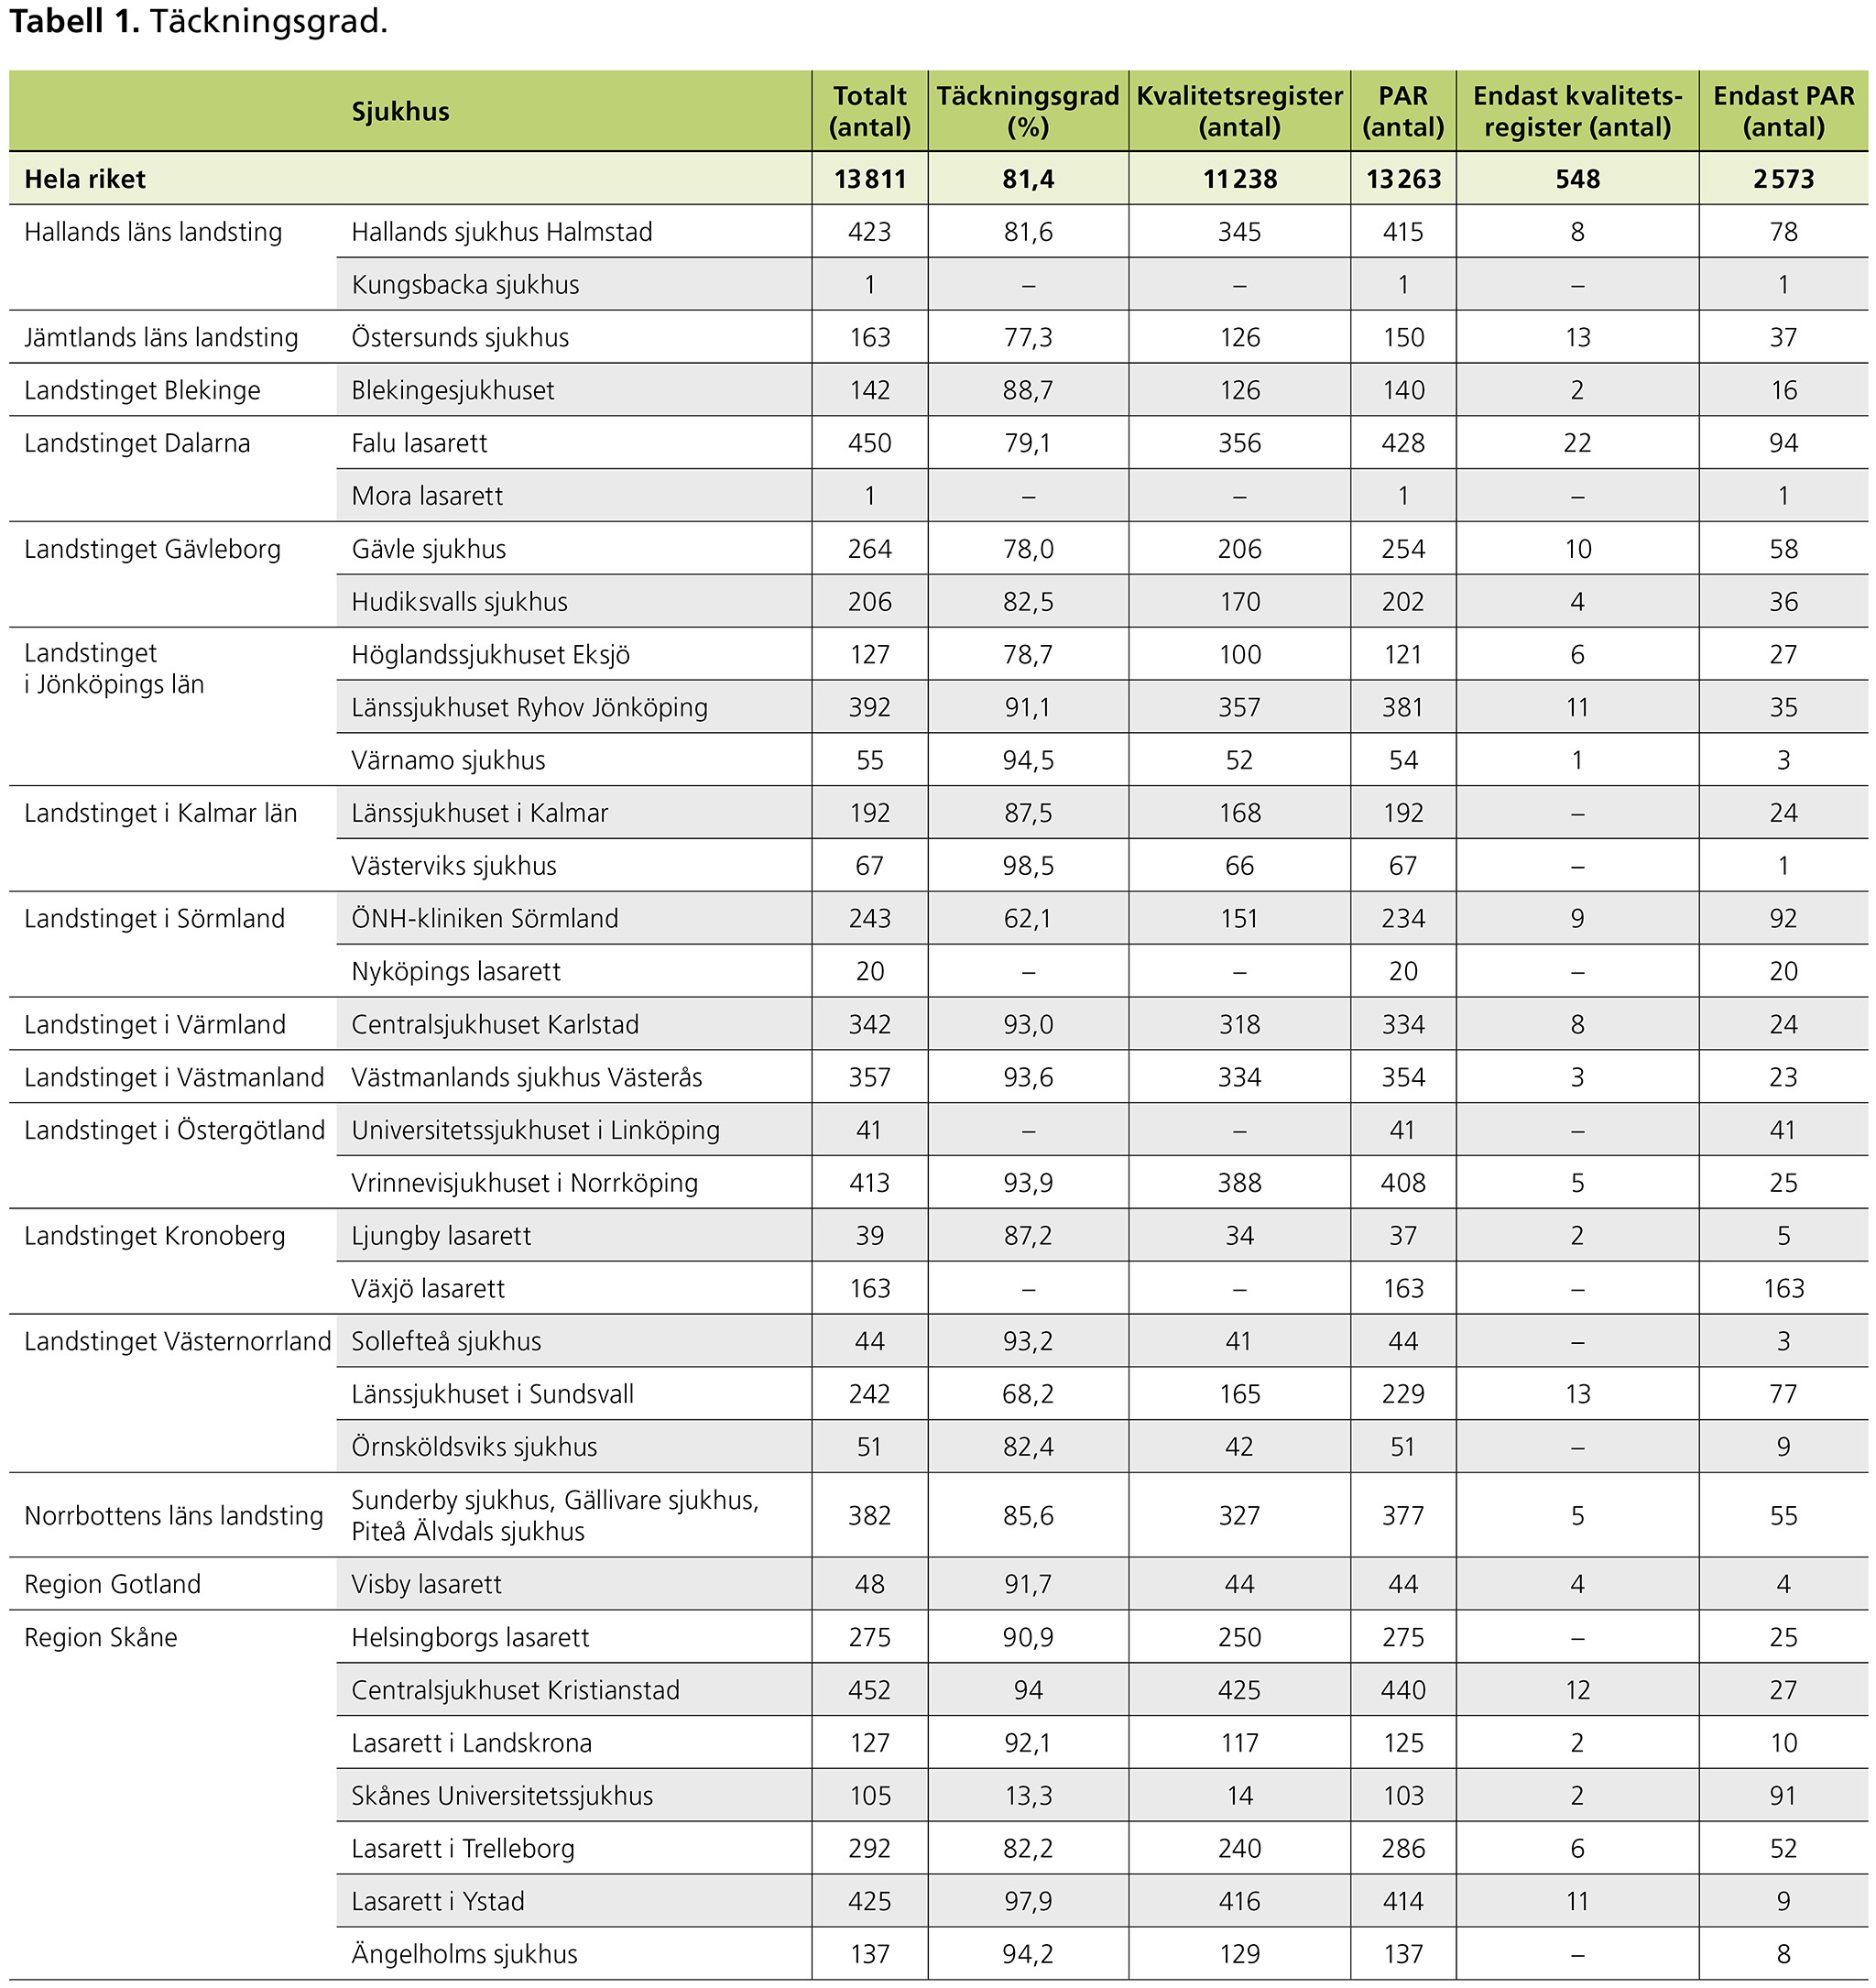 Tabell 1. Täckningsgrad.
Sjukhus Totalt (antal) Täckningsgrad (%) Kvalitetsregister (antal) PAR (antal) Endast kvalitets-register (antal) Endast PAR (antal)
Hela riket 13 811 81,4 11 238 13 263 548 2 573
Hallands läns landsting Hallands sjukhus Halmstad 423 81,6 345 415 8 78
Kungsbacka sjukhus 1 – – 1 – 1
Jämtlands läns landsting Östersunds sjukhus 163 77,3 126 150 13 37
Landstinget Blekinge Blekingesjukhuset 142 88,7 126 140 2 16
Landstinget Dalarna Falu lasarett 450 79,1 356 428 22 94
Mora lasarett 1 – – 1 – 1
Landstinget Gävleborg Gävle sjukhus 264 78,0 206 254 10 58
Hudiksvalls sjukhus 206 82,5 170 202 4 36
Landstinget i Jönköpings län Höglandssjukhuset Eksjö 127 78,7 100 121 6 27
Länssjukhuset Ryhov Jönköping 392 91,1 357 381 11 35
Värnamo sjukhus 55 94,5 52 54 1 3
Landstinget i Kalmar län Länssjukhuset i Kalmar 192 87,5 168 192 – 24
Västerviks sjukhus 67 98,5 66 67 – 1
Landstinget i Sörmland ÖNH-kliniken Sörmland 243 62,1 151 234 9 92
Nyköpings lasarett 20 – – 20 – 20
Landstinget i Värmland Centralsjukhuset Karlstad 342 93,0 318 334 8 24
Landstinget i Västmanland Västmanlands sjukhus Västerås 357 93,6 334 354 3 23
Landstinget i Östergötland Universitetssjukhuset i Linköping 41 – – 41 – 41
Vrinnevisjukhuset i Norrköping 413 93,9 388 408 5 25
Landstinget Kronoberg Ljungby lasarett 39 87,2 34 37 2 5
Växjö lasarett 163 – – 163 – 163
Landstinget Västernorrland Sollefteå sjukhus 44 93,2 41 44 – 3
Länssjukhuset i Sundsvall 242 68,2 165 229 13 77
Örnsköldsviks sjukhus 51 82,4 42 51 – 9
Norrbottens läns landsting Sunderby sjukhus, Gällivare sjukhus, Piteå Älvdals sjukhus 382 85,6 327 377 5 55
Region Gotland Visby lasarett 48 91,7 44 44 4 4
Region Skåne Helsingborgs lasarett 275 90,9 250 275 – 25
Centralsjukhuset Kristianstad 452 94 425 440 12 27
Lasarett i Landskrona 127 92,1 117 125 2 10
Skånes Universitetssjukhus 105 13,3 14 103 2 91
Lasarett i Trelleborg 292 82,2 240 286 6 52
Lasarett i Ystad 425 97,9 416 414 11 9
Ängelholms sjukhus 137 94,2 129 137 – 8